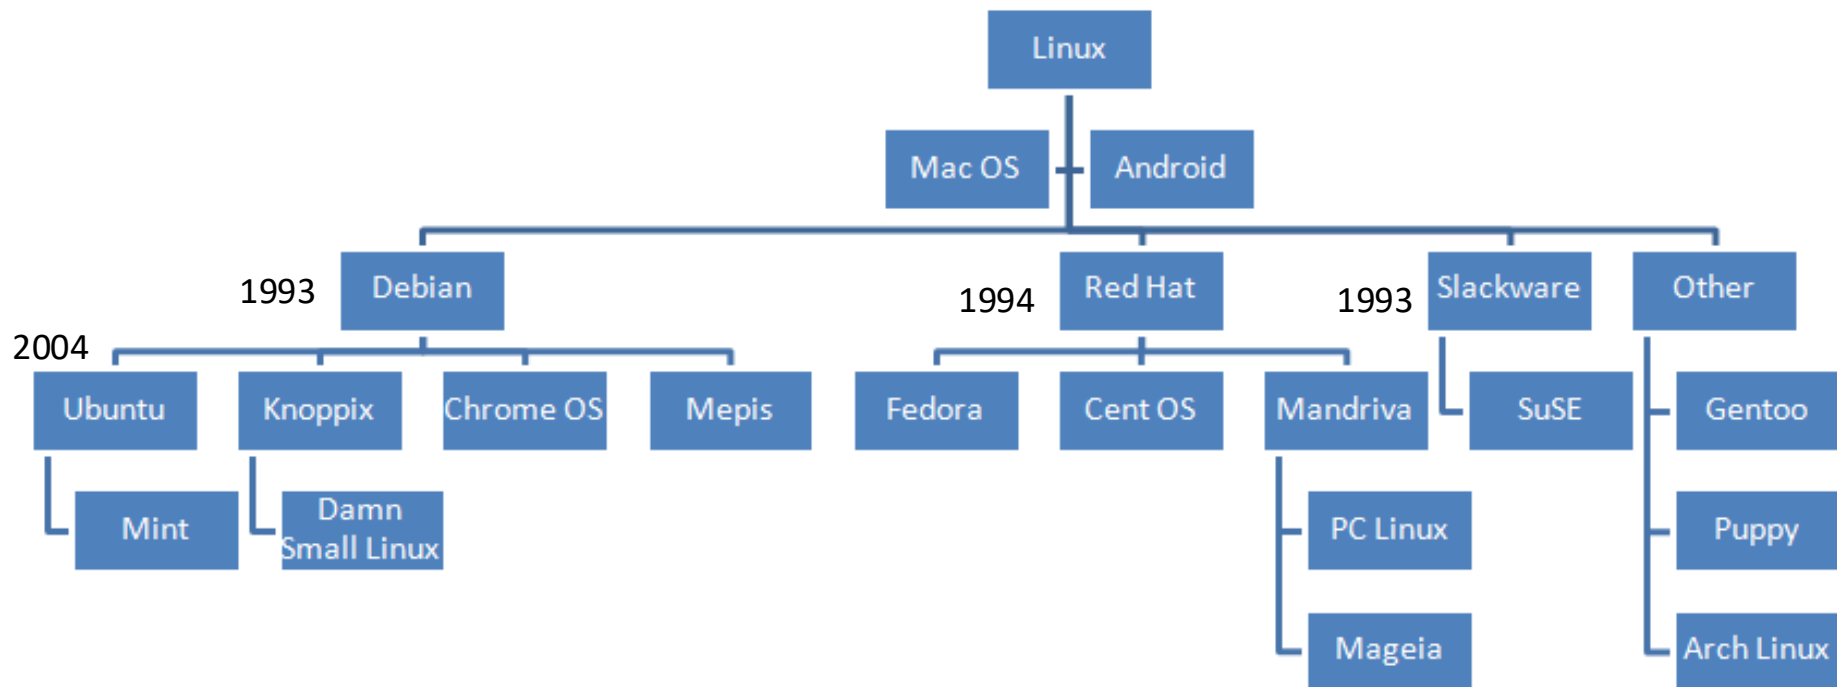 Linux
Mac OS
Android
1993
Debian
1994
Red Hat
1993
Slackware
Other
2004
Ubuntu
Knoppix
Chrome OS
Mepis
Fedora
Cent OS
Mandriva
SuSE
Gentoo
Mint
Damn
Small Linux
PC Linux
Puppy
Mageia
Arch Linux